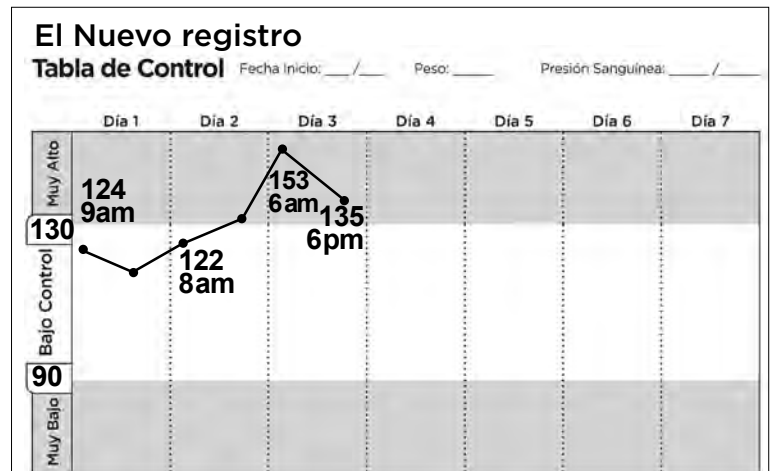 El Nuevo registro
Tabla de Control Fecha Inicio: ___/___ Peso: _____ Presión Sanguínea: _____/_____
Día 1 Día 2 Día 3 Día 4 Día 5 Día 6 Día 7
Muy Alto
124
9am
153
6am
135
6pm
130
122
8am
Bajo Control
90
Muy Bajo